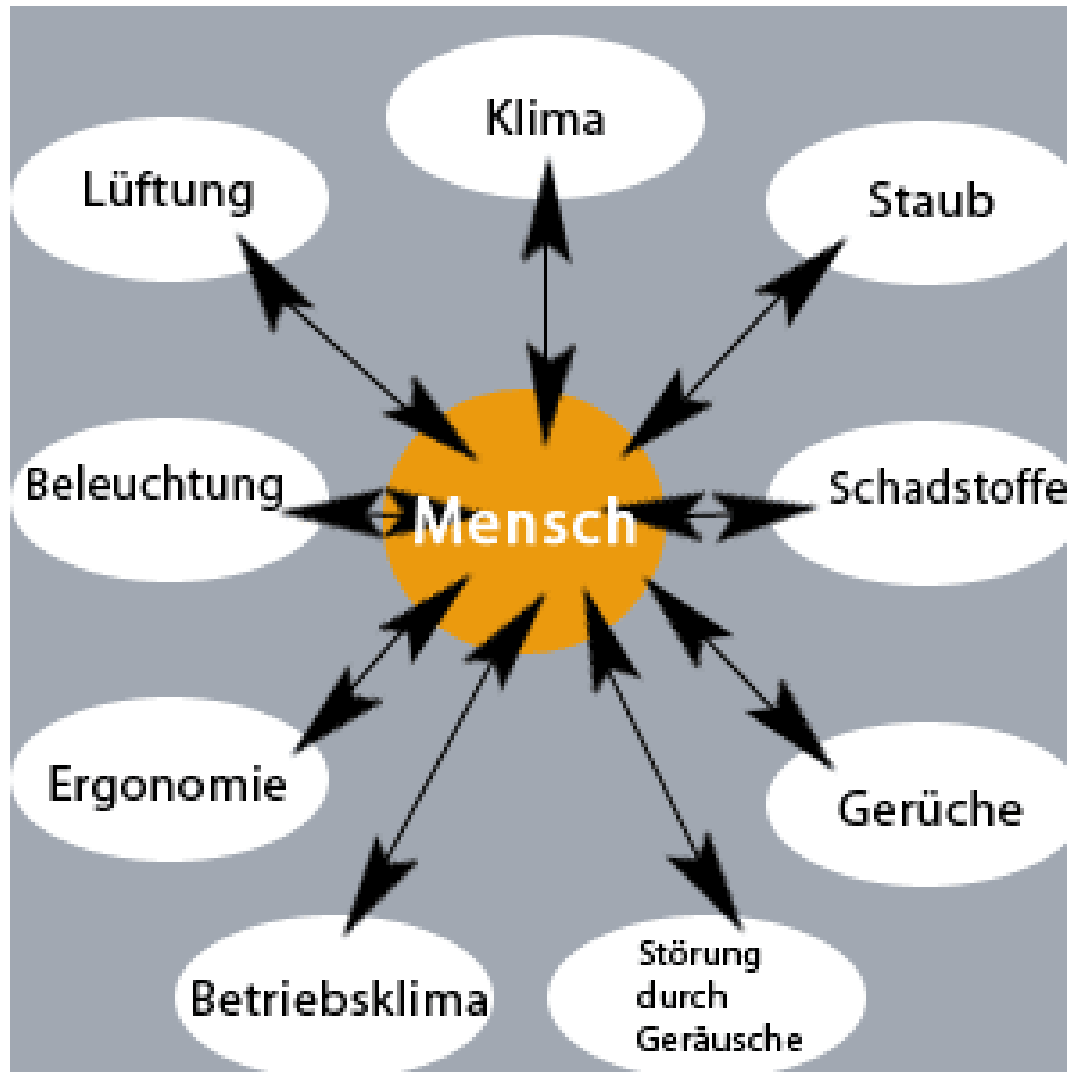 Klima
Lüftung
Staub
Beleuchtung
Schadstoffe
Mensch
Ergonomie
Gerüche
Betriebsklima
Störung
durch
Geräusche